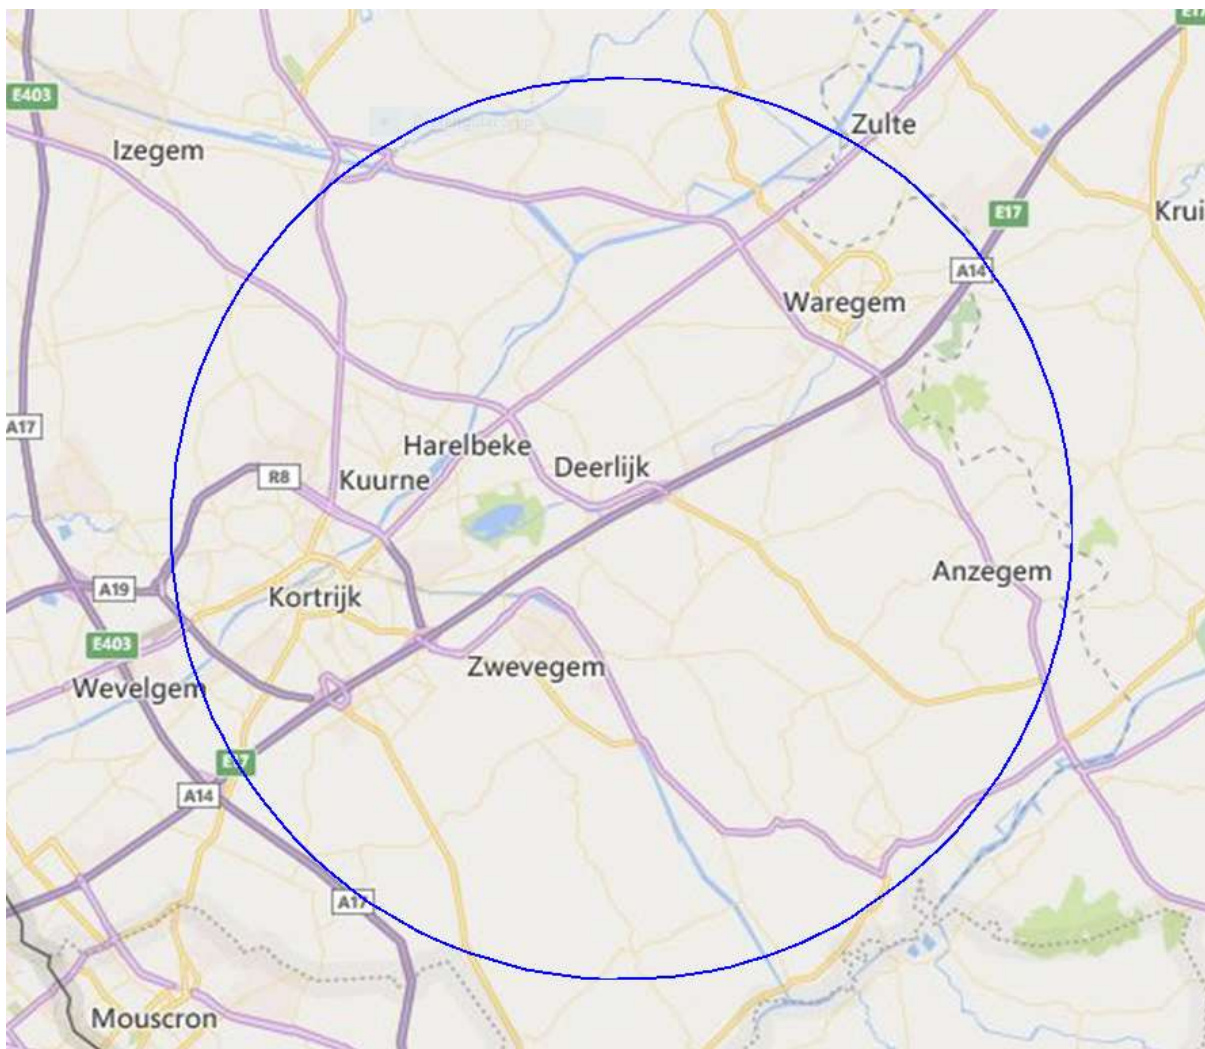 E17
E403
Zulte
Izegem
E17
Krui
A14
Waregem
A17
Harelbeke
Deerlijk
R8
Kuurne
A19
Anzegem
Kortrijk
E403
Zwevegem
Wevelgem
A14
A17
Mouscron